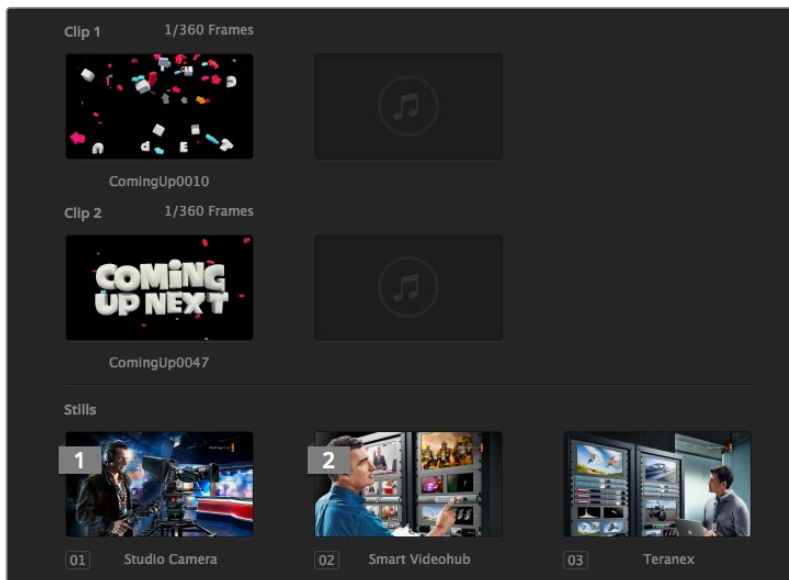 Clip 1 1/360 Frames
ComingUp0010
Clip 2 1/360 Frames
COMiNG
UP NEXT
ComingUp0047
Stills
1 2
01 Studio Camera 02 Smart Videohub 03 Teranex